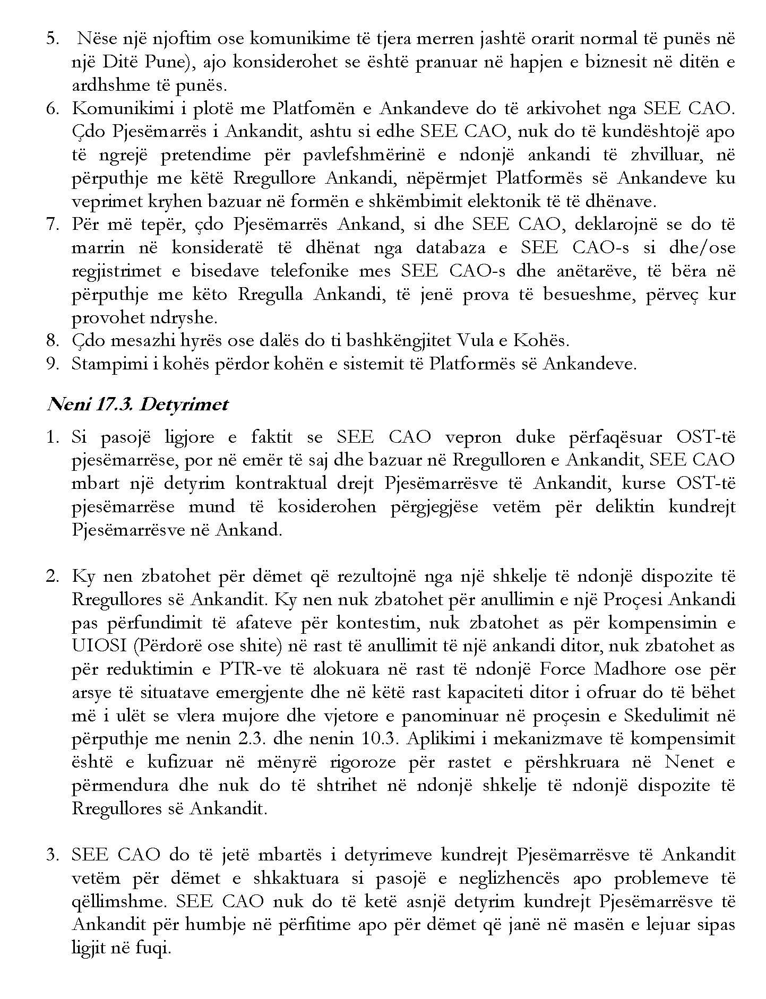 5. Nëse një njoftim ose komunikime të tjera merren jashtë orarit normal të punës në
një Ditë Pune), ajo konsiderohet se është pranuar në hapjen e biznesit në ditën e
ardhshme të punës.
6. Komunikimi i plotë me Platfomën e Ankandeve do të arkivohet nga SEE CAO.
Çdo Pjesëmarrës i Ankandit, ashtu si edhe SEE CAO, nuk do të kundështojë apo
të ngrejë pretendime për pavlefshmërinë e ndonjë ankandi të zhvilluar, në
përputhje me këtë Rregullore Ankandi, nëpërmjet Platformës së Ankandeve ku
veprimet kryhen bazuar në formën e shkëmbimit elektonik të të dhënave.
7. Për më tepër, çdo Pjesëmarrës Ankand, si dhe SEE CAO, deklarojnë se do të
marrin në konsideratë të dhënat nga databaza e SEE CAO-s si dhe/ose
regjistrimet e bisedave telefonike mes SEE CAO-s dhe anëtarëve, të bëra në
përputhje me këto Rregulla Ankandi, të jenë prova të besueshme, përveç kur
provohet ndryshe.
8. Çdo mesazhi hyrës ose dalës do ti bashkëngjitet Vula e Kohës.
9. Stampimi i kohës përdor kohën e sistemit të Platformës së Ankandeve.
Neni 17.3. Detyrimet
1. Si pasojë ligjore e faktit se SEE CAO vepron duke përfaqësuar OST-të
pjesëmarrëse, por në emër të saj dhe bazuar në Rregulloren e Ankandit, SEE CAO
mbart një detyrim kontraktual drejt Pjesëmarrësve të Ankandit, kurse OST-të
pjesëmarrëse mund të kosiderohen përgjegjëse vetëm për deliktin kundrejt
Pjesëmarrësve në Ankand.
2. Ky nen zbatohet për dëmet që rezultojnë nga një shkelje të ndonjë dispozite të
Rregullores së Ankandit. Ky nen nuk zbatohet për anullimin e një Proçesi Ankandi
pas përfundimit të afateve për kontestim, nuk zbatohet as për kompensimin e
UIOSI (Përdorë ose shite) në rast të anullimit të një ankandi ditor, nuk zbatohet as
për reduktimin e PTR-ve të alokuara në rast të ndonjë Force Madhore ose për
arsye të situatave emergjente dhe në këtë rast kapaciteti ditor i ofruar do të bëhet
më i ulët se vlera mujore dhe vjetore e panominuar në proçesin e Skedulimit në
përputhje me nenin 2.3. dhe nenin 10.3. Aplikimi i mekanizmave të kompensimit
është e kufizuar në mënyrë rigoroze për rastet e përshkruara në Nenet e
përmendura dhe nuk do të shtrihet në ndonjë shkelje të ndonjë dispozite të
Rregullores së Ankandit.
3. SEE CAO do të jetë mbartës i detyrimeve kundrejt Pjesëmarrësve të Ankandit
vetëm për dëmet e shkaktuara si pasojë e neglizhencës apo problemeve të
qëllimshme. SEE CAO nuk do të ketë asnjë detyrim kundrejt Pjesëmarrësve të
Ankandit për humbje në përfitime apo për dëmet që janë në masën e lejuar sipas
ligjit në fuqi.